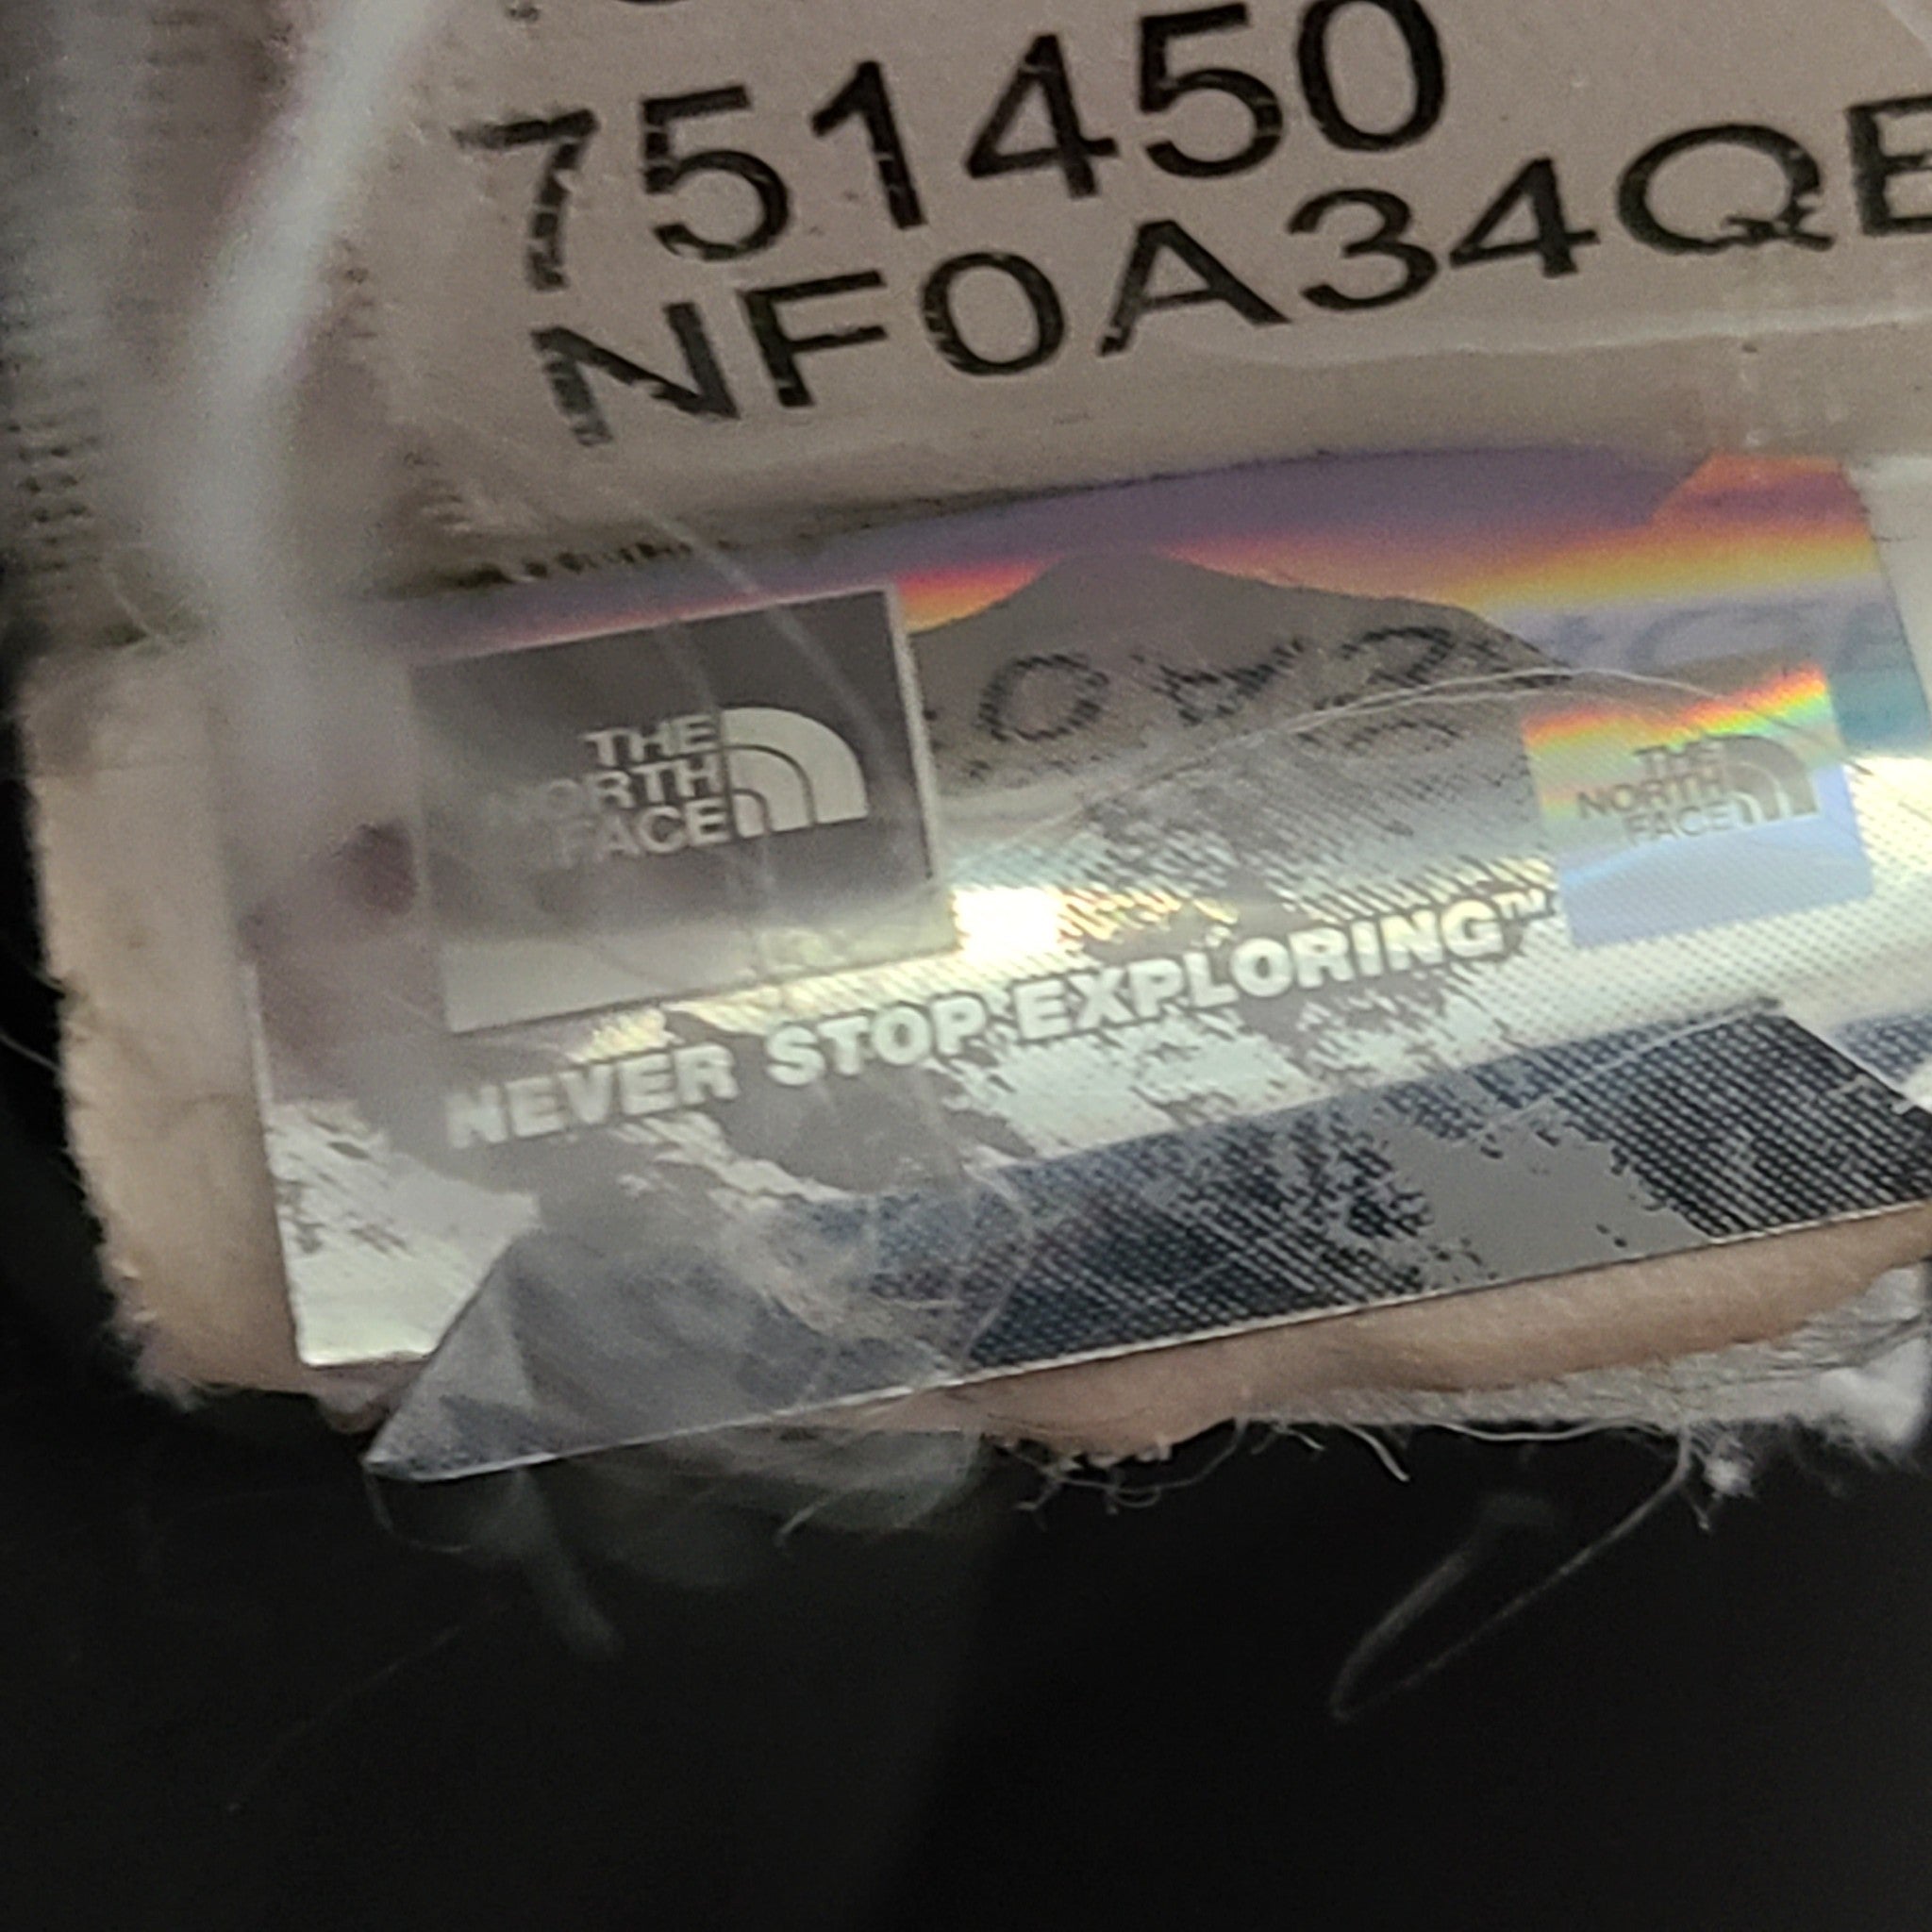 751450
NF0A34QE
THE
NORTH
FACE
THE
NORTH
FACE
NEVER STOP EXPLORING™